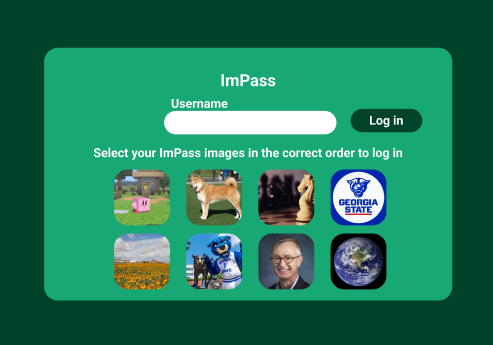 ImPass
Username
Log in
Select your ImPass images in the correct order to log in
GEORGIA
STATE